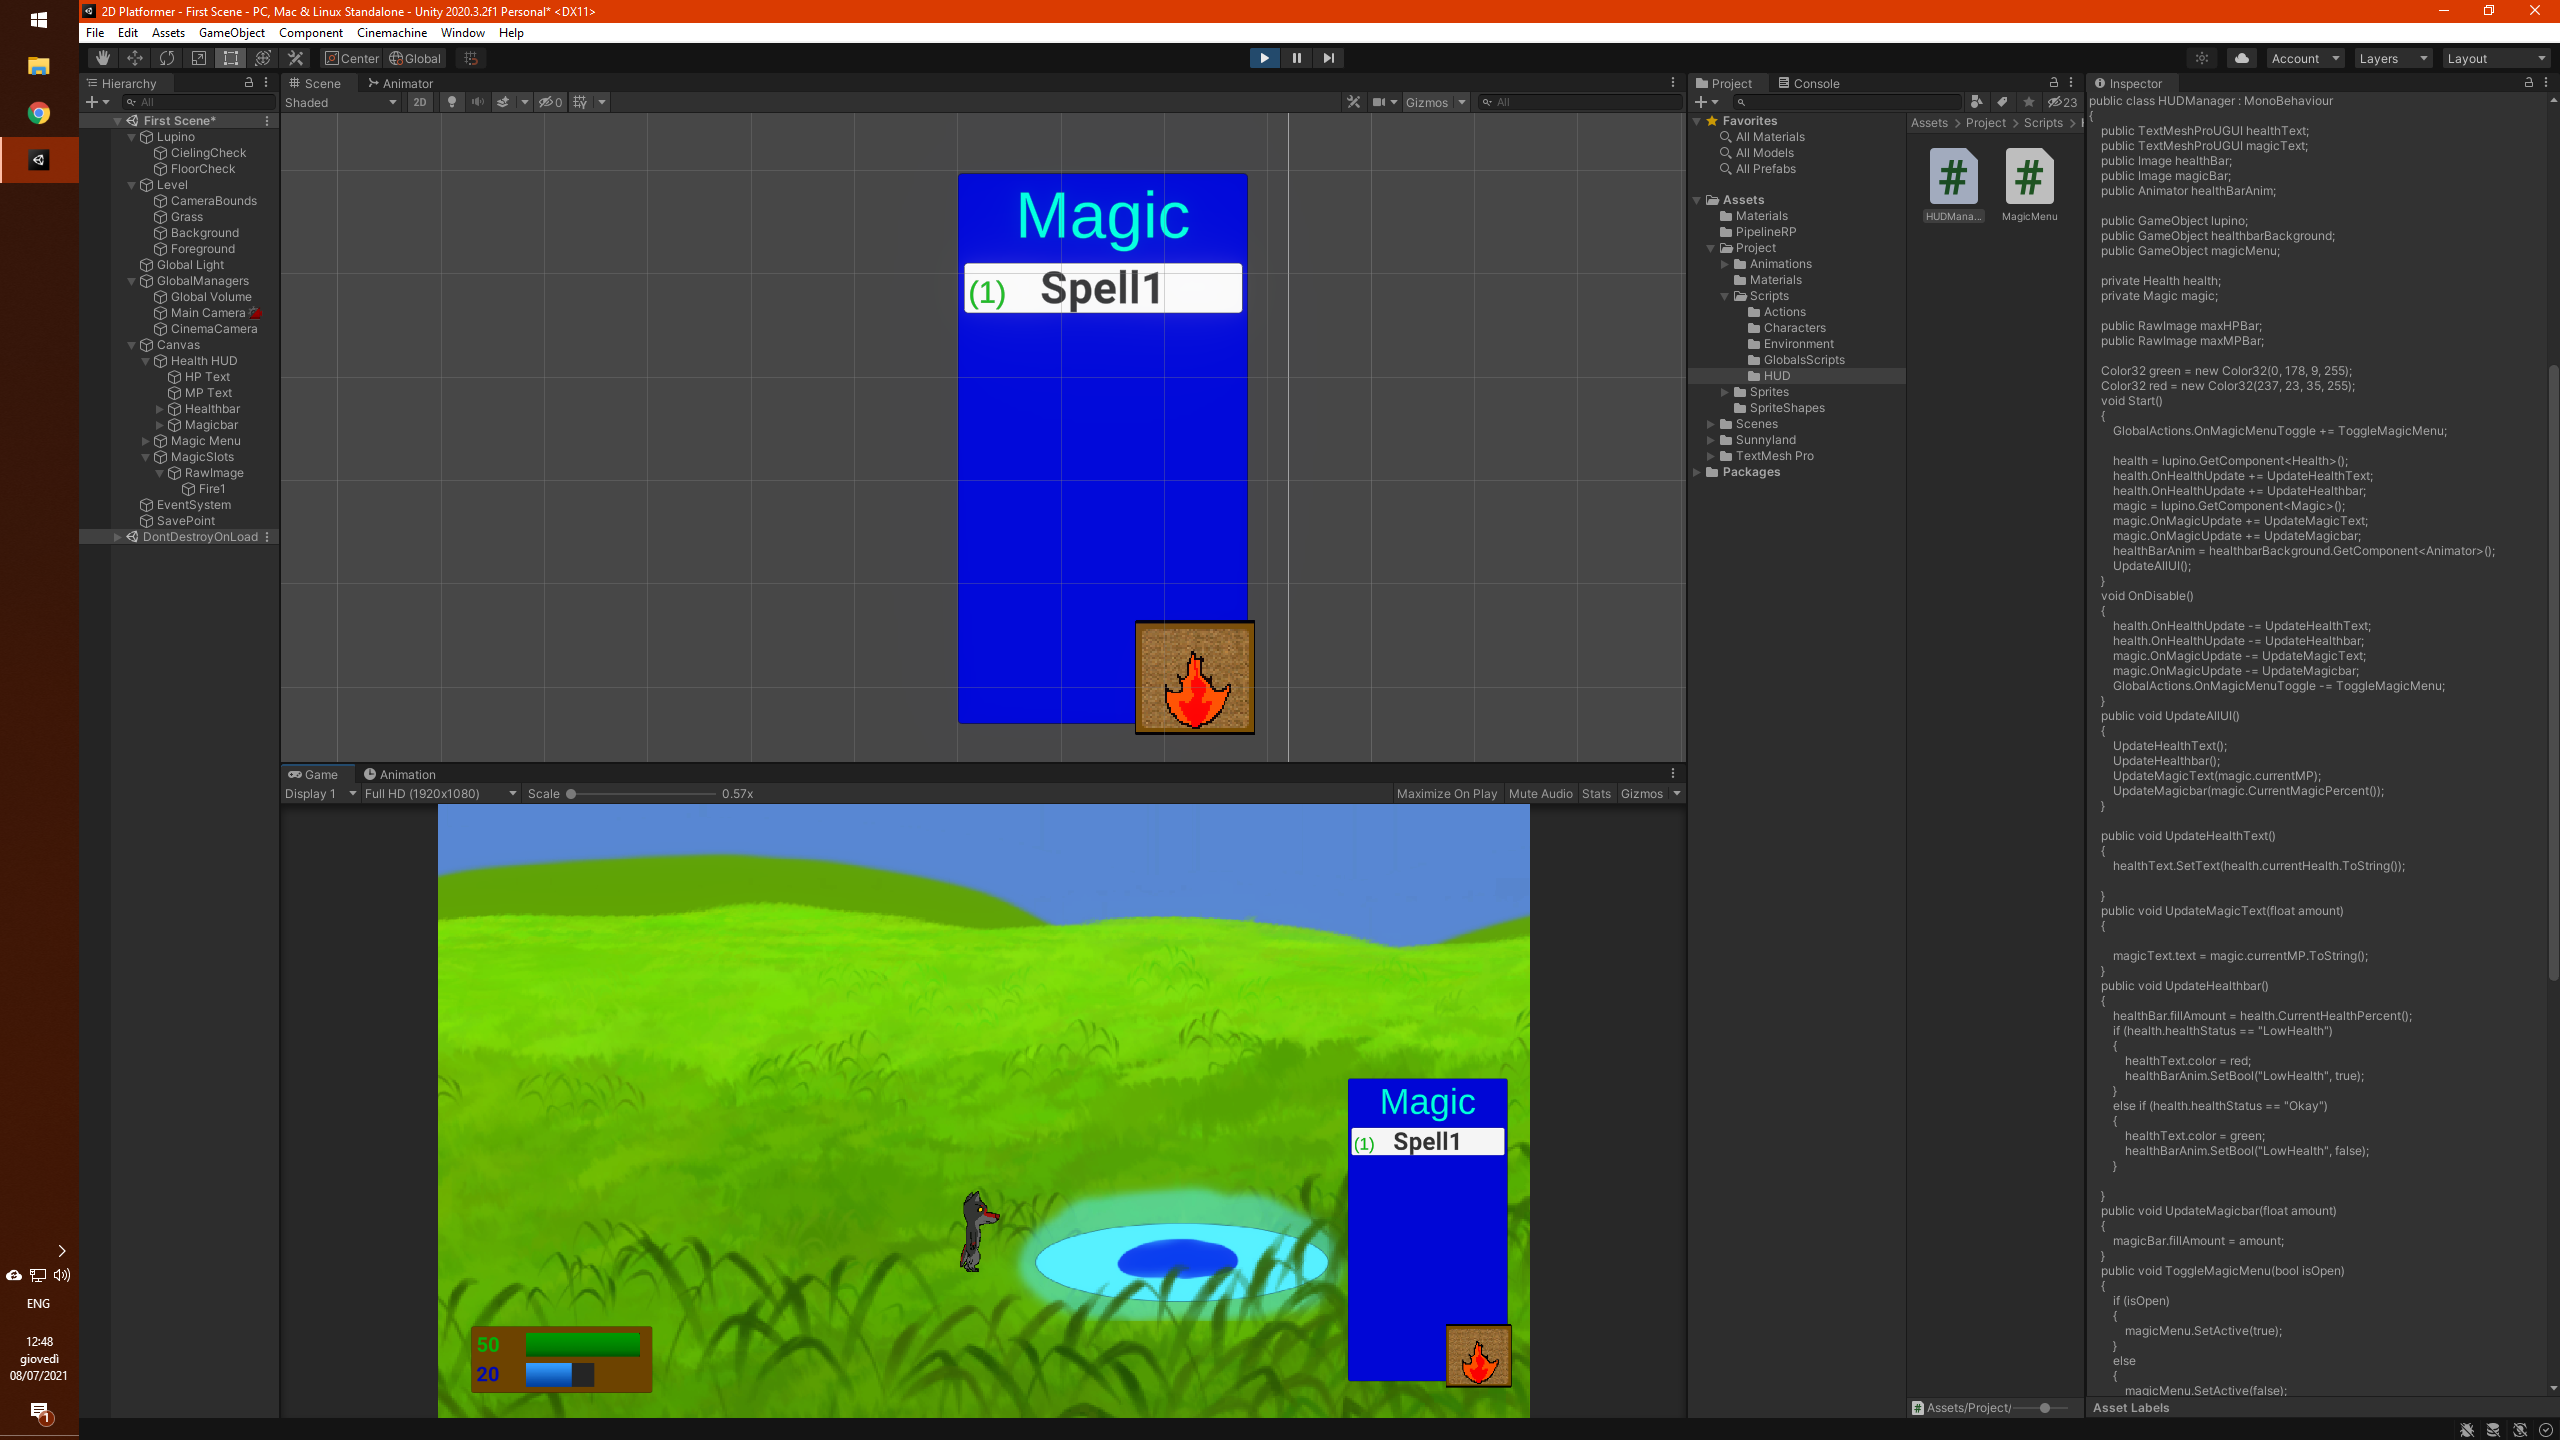 2D Platformer - First Scene - PC, Mac & Linux Standalone - Unity 2020.3.2f1 Personal* <DX11>
File Edit Assets GameObject Component Cinemachine Window Help
Center Global
Account Layers Layout
Hierarchy
All
First Scene*
Lupino
CielingCheck
FloorCheck
Level
CameraBounds
Grass
Background
Foreground
Global Light
GlobalManagers
Global Volume
Main Camera
CinemaCamera
Canvas
Health HUD
HP Text
MP Text
Healthbar
Magicbar
Magic Menu
MagicSlots
RawImage
Fire1
EventSystem
SavePoint
DontDestroyOnLoad
Scene Animator
Shaded 2D 0 Gizmos All
Magic
(1) Spell1
Game Animation
Display 1 Full HD (1920x1080) Scale 0.57x Maximize On Play Mute Audio Stats Gizmos
Magic
(1) Spell1
50
20
Project Console
23
Favorites
All Materials
All Models
All Prefabs
Assets
Materials
PipelineRP
Project
Animations
Materials
Scripts
Actions
Characters
Environment
GlobalsScripts
HUD
Sprites
SpriteShapes
Scenes
Sunnyland
TextMesh Pro
Packages
Assets > Project > Scripts >
# #
HUDMana... MagicMenu
Assets/Project/
Inspector
public class HUDManager : MonoBehaviour
{
public TextMeshProUGUI healthText;
public TextMeshProUGUI magicText;
public Image healthBar;
public Image magicBar;
public Animator healthBarAnim;
public GameObject lupino;
public GameObject healthbarBackground;
public GameObject magicMenu;
private Health health;
private Magic magic;
public RawImage maxHPBar;
public RawImage maxMPBar;
Color32 green = new Color32(0, 178, 9, 255);
Color32 red = new Color32(237, 23, 35, 255);
void Start()
{
GlobalActions.OnMagicMenuToggle += ToggleMagicMenu;
health = lupino.GetComponent<Health>();
health.OnHealthUpdate += UpdateHealthText;
health.OnHealthUpdate += UpdateHealthbar;
magic = lupino.GetComponent<Magic>();
magic.OnMagicUpdate += UpdateMagicText;
magic.OnMagicUpdate += UpdateMagicbar;
healthBarAnim = healthbarBackground.GetComponent<Animator>();
UpdateAllUI();
}
void OnDisable()
{
health.OnHealthUpdate -= UpdateHealthText;
health.OnHealthUpdate -= UpdateHealthbar;
magic.OnMagicUpdate -= UpdateMagicText;
magic.OnMagicUpdate -= UpdateMagicbar;
GlobalActions.OnMagicMenuToggle -= ToggleMagicMenu;
}
public void UpdateAllUI()
{
UpdateHealthText();
UpdateHealthbar();
UpdateMagicText(magic.currentMP);
UpdateMagicbar(magic.CurrentMagicPercent());
}
public void UpdateHealthText()
{
healthText.SetText(health.currentHealth.ToString());
}
public void UpdateMagicText(float amount)
{
magicText.text = magic.currentMP.ToString();
}
public void UpdateHealthbar()
{
healthBar.fillAmount = health.CurrentHealthPercent();
if (health.healthStatus == "LowHealth")
{
healthText.color = red;
healthBarAnim.SetBool("LowHealth", true);
}
else if (health.healthStatus == "Okay")
{
healthText.color = green;
healthBarAnim.SetBool("LowHealth", false);
}
}
public void UpdateMagicbar(float amount)
{
magicBar.fillAmount = amount;
}
public void ToggleMagicMenu(bool isOpen)
{
if (isOpen)
{
magicMenu.SetActive(true);
}
else
{
magicMenu.SetActive(false);
Asset Labels
ENG
12:48
giovedì
08/07/2021
1